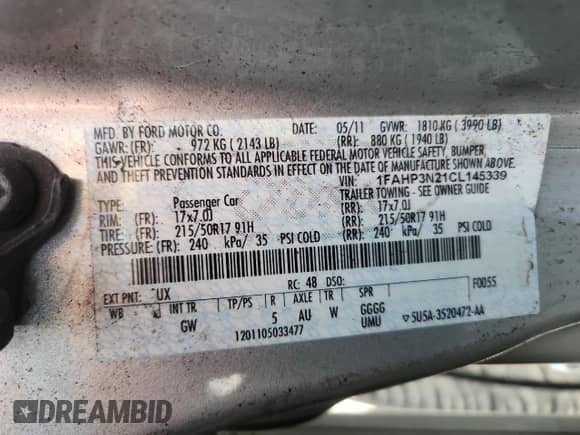 MFD. BY FORD MOTOR CO. DATE: 05/11 GVWR: 1810 KG ( 3990 LB)
GAWR: (FR): 972 KG ( 2143 LB) (RR): 880 KG ( 1940 LB)
THIS VEHICLE CONFORMS TO ALL APPLICABLE FEDERAL MOTOR VEHICLE SAFETY BUMPER
AND THEFT PREVENTION STANDARDS IN EFFECT ON THE DATE OF MANUFACTURE SHOWN ABOVE.
VIN: 1FAHP3N21CL145339
TYPE: Passenger Car TRAILER TOWING - SEE OWNER GUIDE
RIM: (FR): 17x7.0J (RR): 17x7.0J
TIRE: (FR): 215/50R17 91H (RR): 215/50R17 91H
PRESSURE: (FR): 240 kPa/ 35 PSI COLD (RR): 240 kPa/ 35 PSI COLD
EXT PNT: UX RC: 48 DSO: F0055
WB INT TR TP/PS R AXLE TR SPR
GW 5 AU W GGGG
UMU
1201105033477
5U5A-3520472-AA
DREAMBID